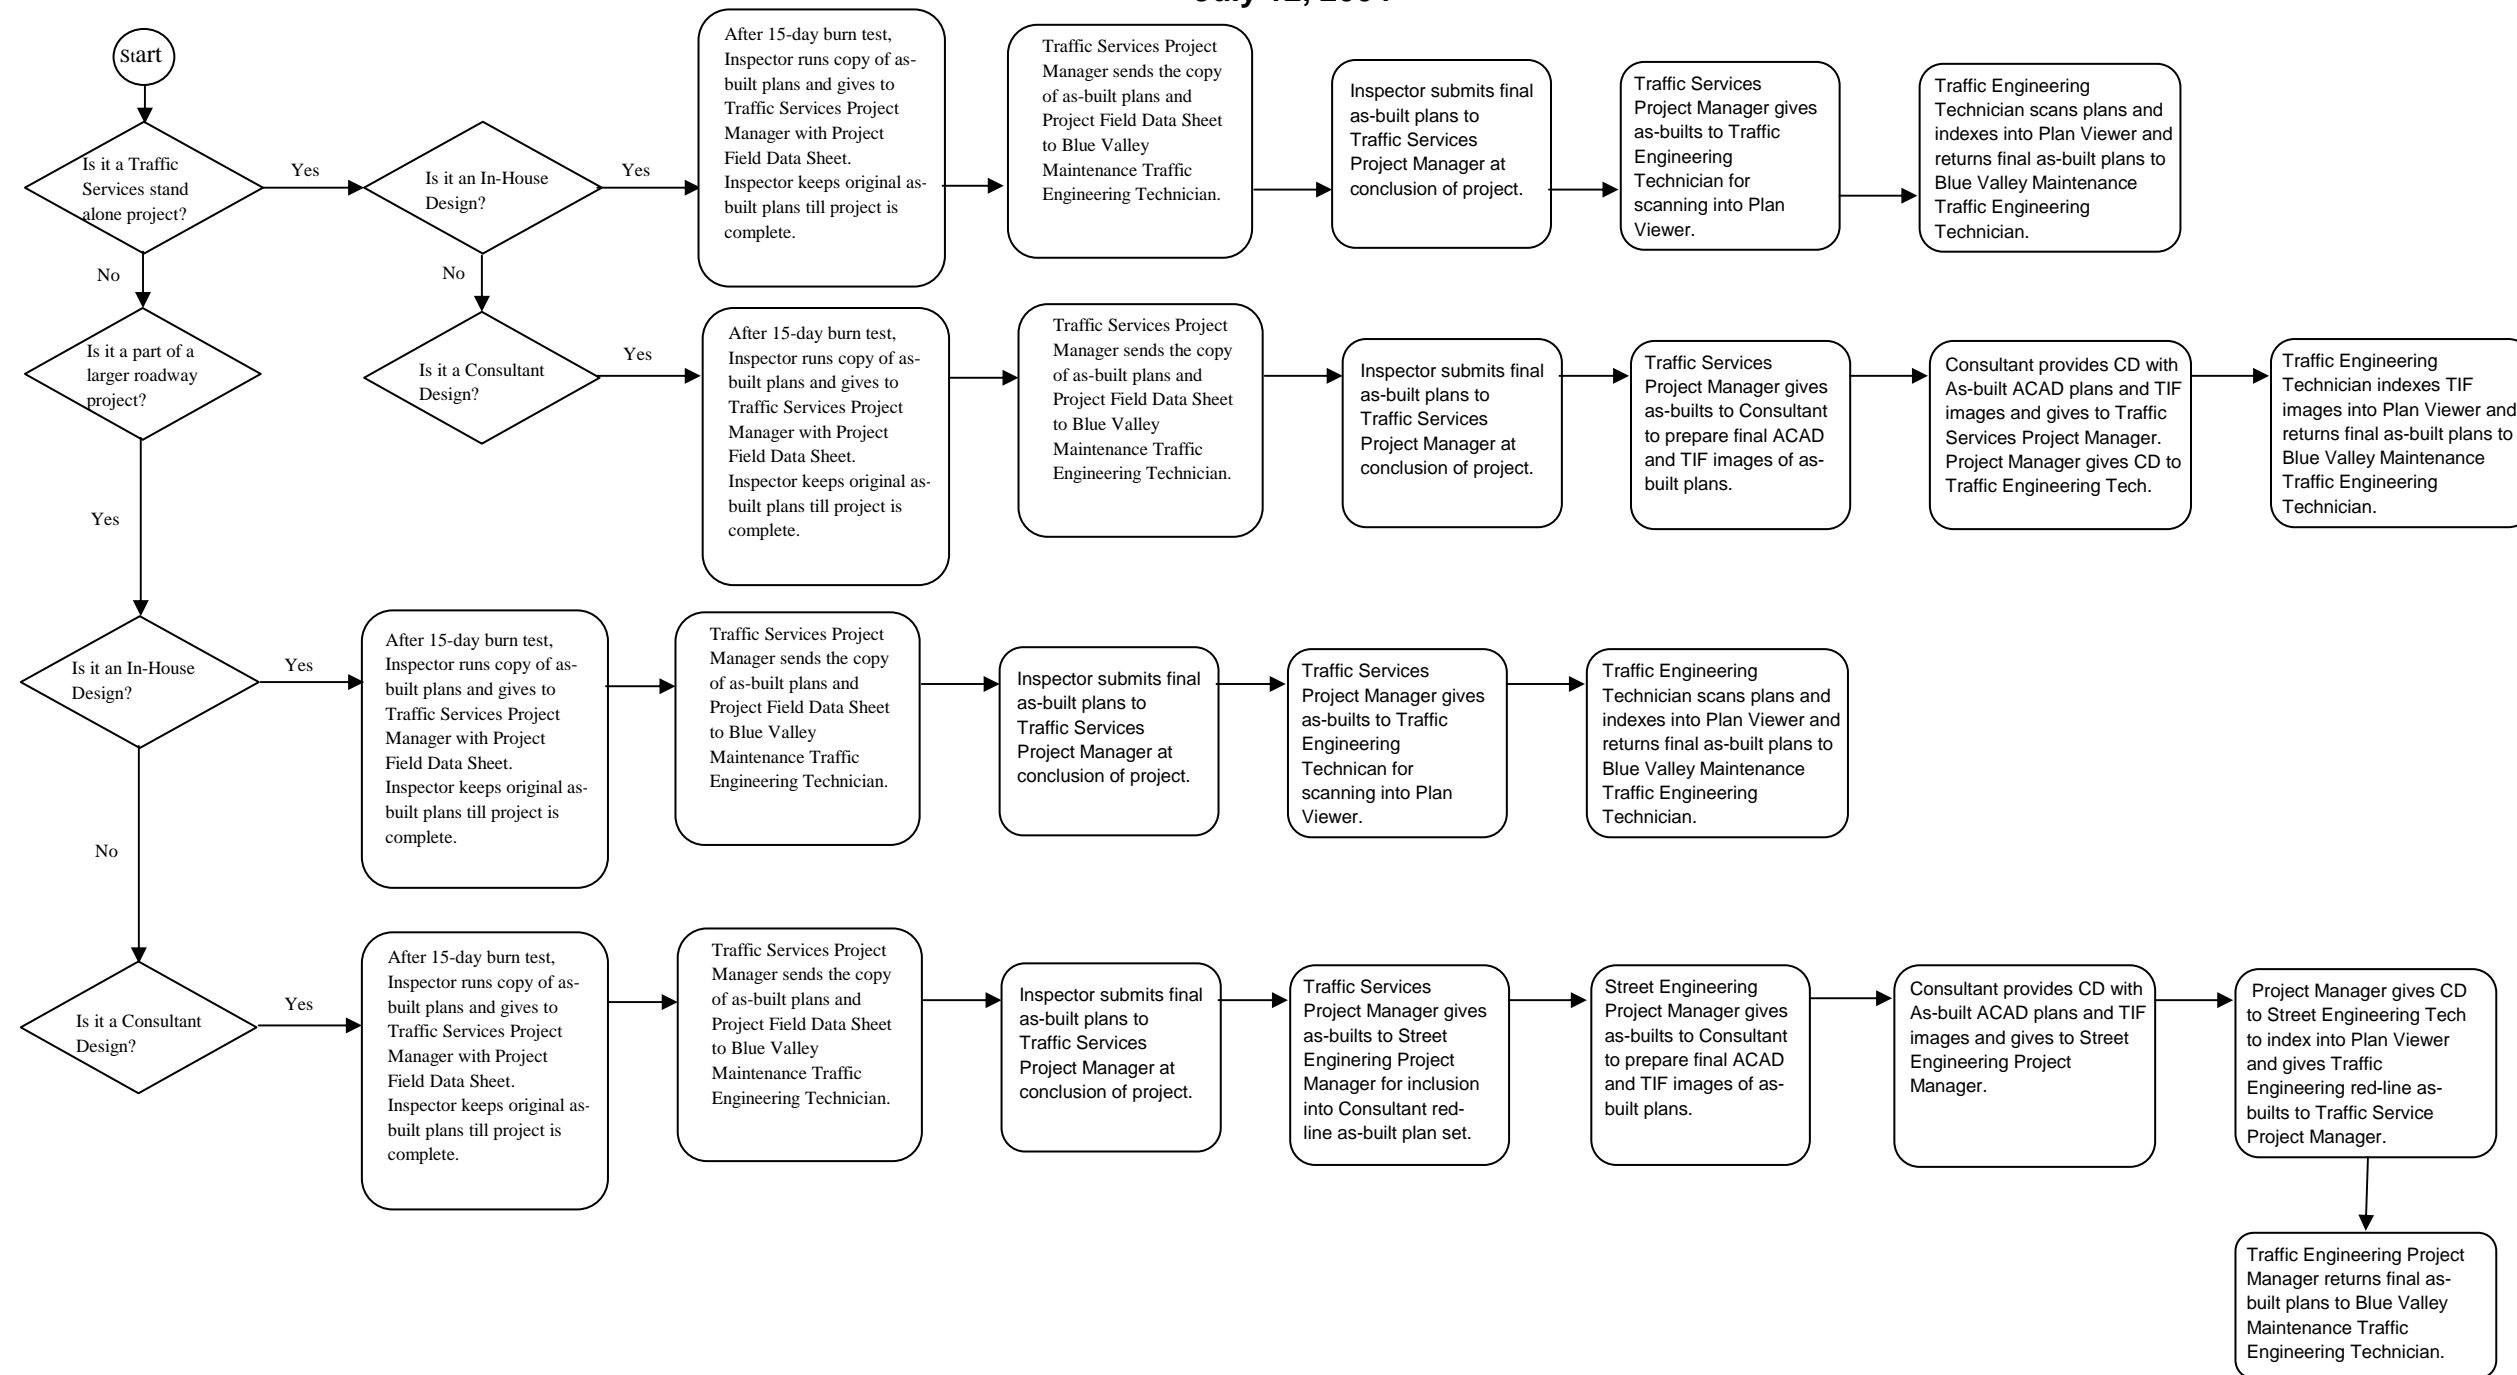 Start
Is it a Traffic
Services stand
alone project?
Yes
Is it an In-House
Design?
Yes
After 15-day burn test,
Inspector runs copy of as-
built plans and gives to
Traffic Services Project
Manager with Project
Field Data Sheet.
Inspector keeps original as-
built plans till project is
complete.
Traffic Services Project
Manager sends the copy
of as-built plans and
Project Field Data Sheet
to Blue Valley
Maintenance Traffic
Engineering Technician.
Inspector submits final
as-built plans to
Traffic Services
Project Manager at
conclusion of project.
Traffic Services
Project Manager gives
as-builts to Traffic
Engineering
Technician for
scanning into Plan
Viewer.
Traffic Engineering
Technician scans plans and
indexes into Plan Viewer and
returns final as-built plans to
Blue Valley Maintenance
Traffic Engineering
Technician.
No
No
Is it a part of a
larger roadway
project?
Is it a Consultant
Design?
Yes
After 15-day burn test,
Inspector runs copy of as-
built plans and gives to
Traffic Services Project
Manager with Project
Field Data Sheet.
Inspector keeps original as-
built plans till project is
complete.
Traffic Services Project
Manager sends the copy
of as-built plans and
Project Field Data Sheet
to Blue Valley
Maintenance Traffic
Engineering Technician.
Inspector submits final
as-built plans to
Traffic Services
Project Manager at
conclusion of project.
Traffic Services
Project Manager gives
as-builts to Consultant
to prepare final ACAD
and TIF images of as-
built plans.
Consultant provides CD with
As-built ACAD plans and TIF
images and gives to Traffic
Services Project Manager.
Project Manager gives CD to
Traffic Engineering Tech.
Traffic Engineering
Technician indexes TIF
images into Plan Viewer and
returns final as-built plans to
Blue Valley Maintenance
Traffic Engineering
Technician.
Yes
Is it an In-House
Design?
Yes
After 15-day burn test,
Inspector runs copy of as-
built plans and gives to
Traffic Services Project
Manager with Project
Field Data Sheet.
Inspector keeps original as-
built plans till project is
complete.
Traffic Services Project
Manager sends the copy
of as-built plans and
Project Field Data Sheet
to Blue Valley
Maintenance Traffic
Engineering Technician.
Inspector submits final
as-built plans to
Traffic Services
Project Manager at
conclusion of project.
Traffic Services
Project Manager gives
as-builts to Traffic
Engineering
Technican for
scanning into Plan
Viewer.
Traffic Engineering
Technician scans plans and
indexes into Plan Viewer and
returns final as-built plans to
Blue Valley Maintenance
Traffic Engineering
Technician.
No
Is it a Consultant
Design?
Yes
After 15-day burn test,
Inspector runs copy of as-
built plans and gives to
Traffic Services Project
Manager with Project
Field Data Sheet.
Inspector keeps original as-
built plans till project is
complete.
Traffic Services Project
Manager sends the copy
of as-built plans and
Project Field Data Sheet
to Blue Valley
Maintenance Traffic
Engineering Technician.
Inspector submits final
as-built plans to
Traffic Services
Project Manager at
conclusion of project.
Traffic Services
Project Manager gives
as-builts to Street
Enginering Project
Manager for inclusion
into Consultant red-
line as-built plan set.
Street Engineering
Project Manager gives
as-builts to Consultant
to prepare final ACAD
and TIF images of as-
built plans.
Consultant provides CD with
As-built ACAD plans and TIF
images and gives to Street
Engineering Project
Manager.
Project Manager gives CD
to Street Engineering Tech
to index into Plan Viewer
and gives Traffic
Engineering red-line as-
builts to Traffic Service
Project Manager.
Traffic Engineering Project
Manager returns final as-
built plans to Blue Valley
Maintenance Traffic
Engineering Technician.